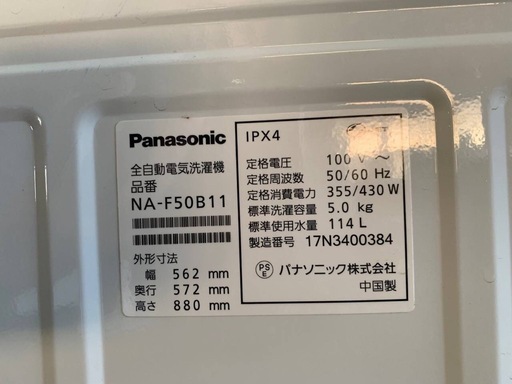 Panasonic
全自動電気洗濯機
品番
NA-F50B11
外形寸法
幅 562 mm
奥行 572 mm
高さ 880 mm
IPX4
定格電圧 100 V～
定格周波数 50/60 Hz
定格消費電力 355/430 W
標準洗濯容量 5.0 kg
標準使用水量 114 L
製造番号 17N3400384
PS
E パナソニック株式会社
中国製